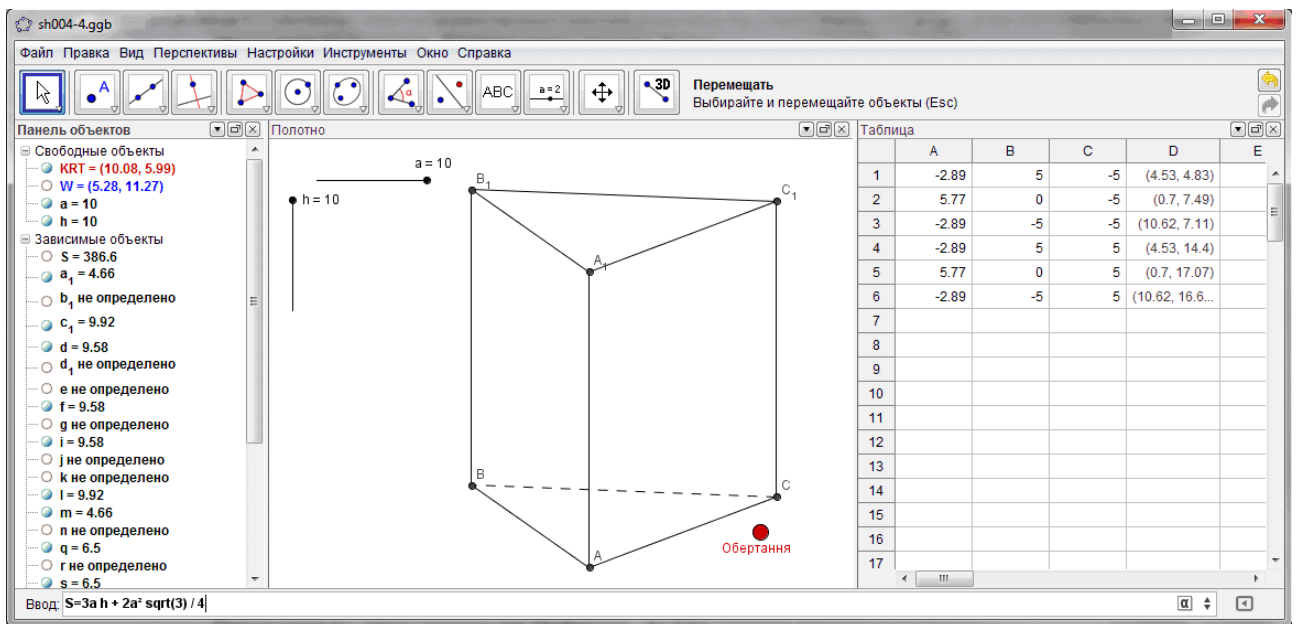 sh004-4.ggb
Файл Правка Вид Перспективы Настройки Инструменты Окно Справка
A α ABC a = 2 3D
Перемещать
Выбирайте и перемещайте объекты (Esc)
Панель объектов
Свободные объекты
KRT = (10.08, 5.99)
W = (5.28, 11.27)
a = 10
h = 10
Зависимые объекты
S = 386.6
a₁ = 4.66
b₁ не определено
c₁ = 9.92
d = 9.58
d₁ не определено
e не определено
f = 9.58
g не определено
i = 9.58
j не определено
k не определено
l = 9.92
m = 4.66
n не определено
q = 6.5
r не определено
s = 6.5
Полотно
a = 10
h = 10
B₁
C₁
A₁
B
C
A
Обертання
Таблица
A B C D E
1 -2.89 5 -5 (4.53, 4.83)
2 5.77 0 -5 (0.7, 7.49)
3 -2.89 -5 -5 (10.62, 7.11)
4 -2.89 5 5 (4.53, 14.4)
5 5.77 0 5 (0.7, 17.07)
6 -2.89 -5 5 (10.62, 16.6...
7
8
9
10
11
12
13
14
15
16
17
Ввод: S=3a h + 2a² sqrt(3) / 4
α